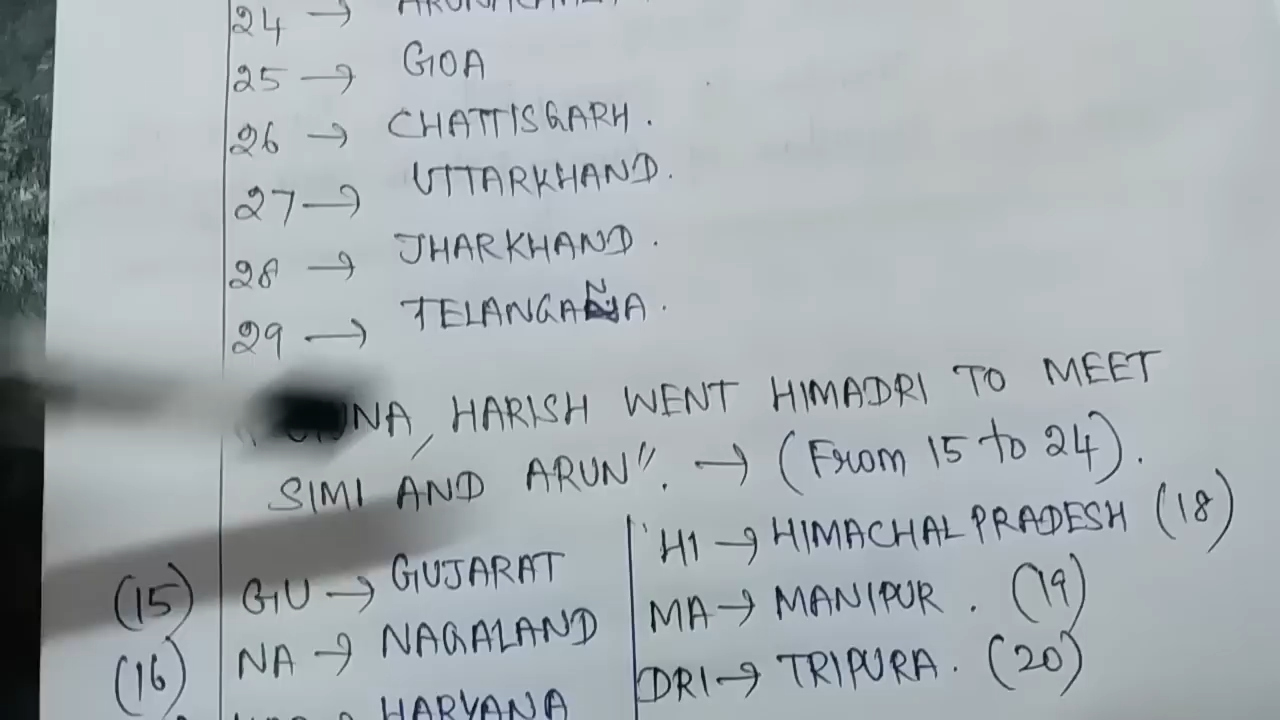 24 →
25 → GOA
26 → CHATTISGARH.
27 → UTTARKHAND.
28 → JHARKHAND.
29 → TELANGANA.
HARISH WENT HIMADRI TO MEET
SIMI AND ARUN". → (From 15 to 24).
(15) GU → GUJARAT
(16) NA → NAGALAND
HARYANA
HI → HIMACHAL PRADESH (18)
MA → MANIPUR. (19)
DRI → TRIPURA. (20)